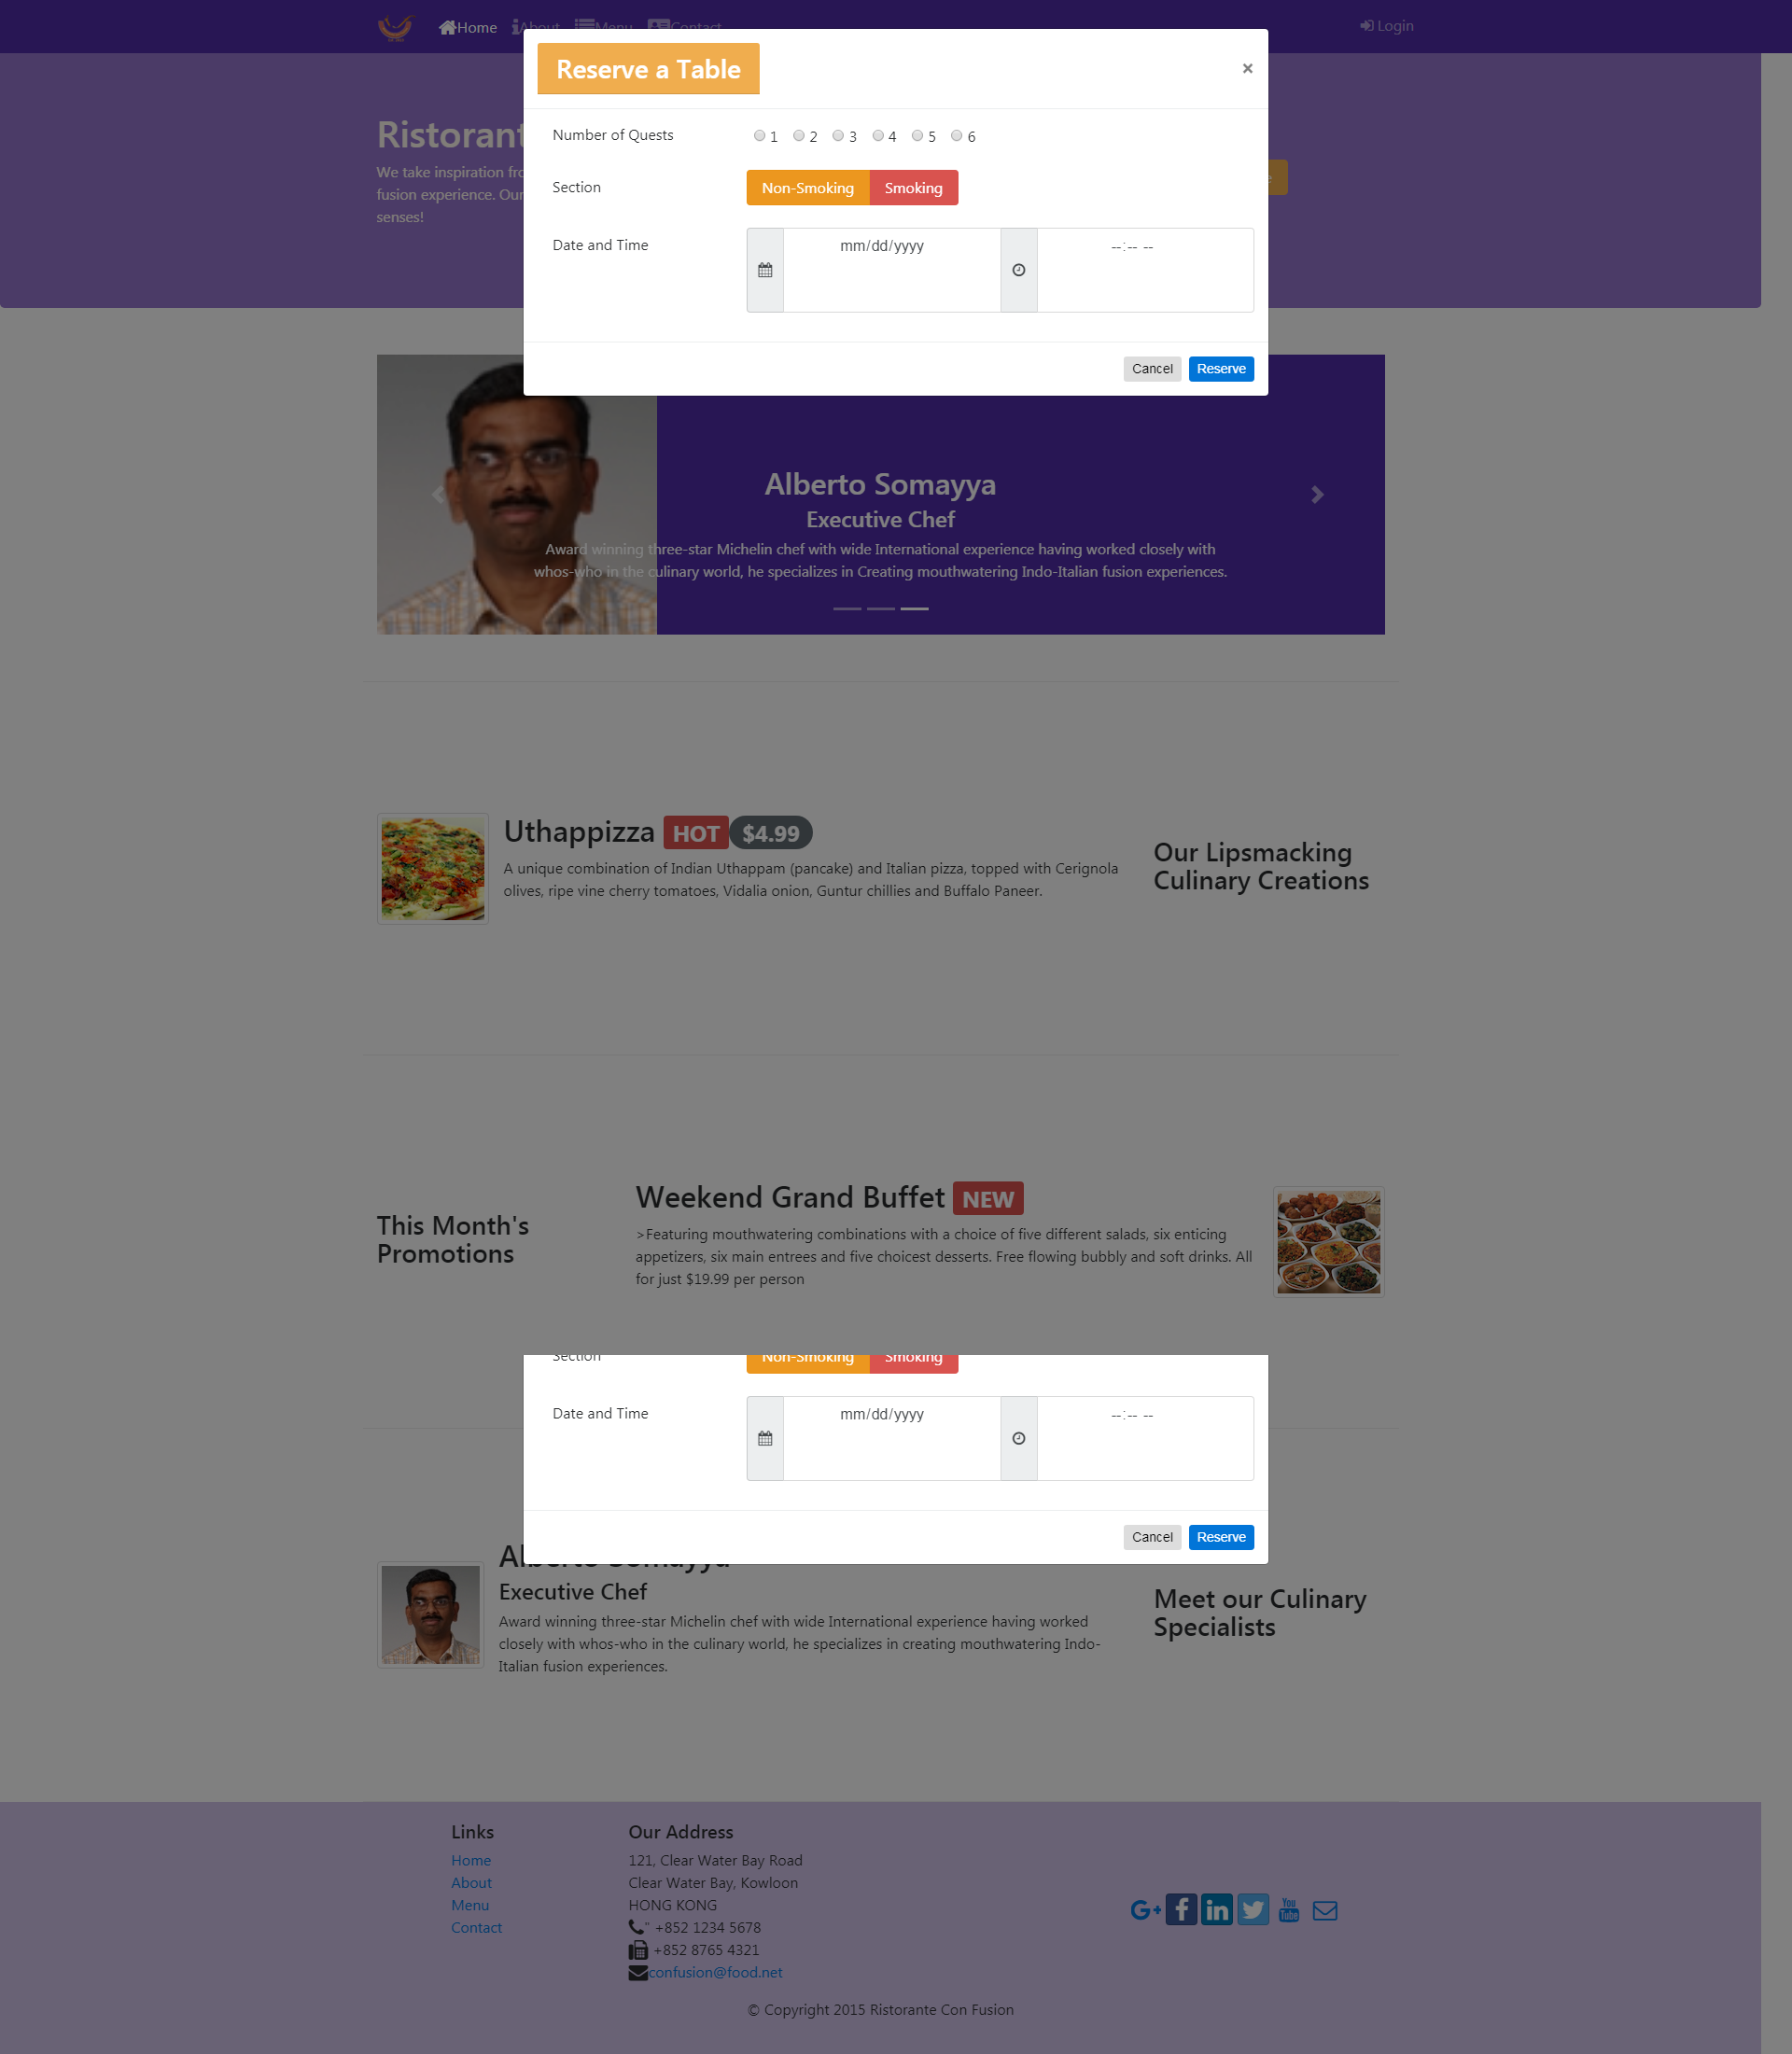 Home About Menu Contact Login
Reserve a Table ×
Number of Quests 1 2 3 4 5 6
Section Non-Smoking Smoking
Date and Time mm/dd/yyyy --:-- --
Cancel Reserve
Ristorant
We take inspiration fro
fusion experience. Our
senses!
Alberto Somayya
Executive Chef
Award winning three-star Michelin chef with wide International experience having worked closely with
whos-who in the culinary world, he specializes in Creating mouthwatering Indo-Italian fusion experiences.
Uthappizza HOT $4.99
A unique combination of Indian Uthappam (pancake) and Italian pizza, topped with Cerignola
olives, ripe vine cherry tomatoes, Vidalia onion, Guntur chillies and Buffalo Paneer.
Our Lipsmacking
Culinary Creations
This Month's
Promotions
Weekend Grand Buffet NEW
>Featuring mouthwatering combinations with a choice of five different salads, six enticing
appetizers, six main entrees and five choicest desserts. Free flowing bubbly and soft drinks. All
for just $19.99 per person
Section Non-Smoking Smoking
Date and Time mm/dd/yyyy --:-- --
Cancel Reserve
Alberto Somayya
Executive Chef
Award winning three-star Michelin chef with wide International experience having worked
closely with whos-who in the culinary world, he specializes in creating mouthwatering Indo-
Italian fusion experiences.
Meet our Culinary
Specialists
Links
Home
About
Menu
Contact
Our Address
121, Clear Water Bay Road
Clear Water Bay, Kowloon
HONG KONG
" +852 1234 5678
+852 8765 4321
confusion@food.net
G+ f in You Tube
© Copyright 2015 Ristorante Con Fusion